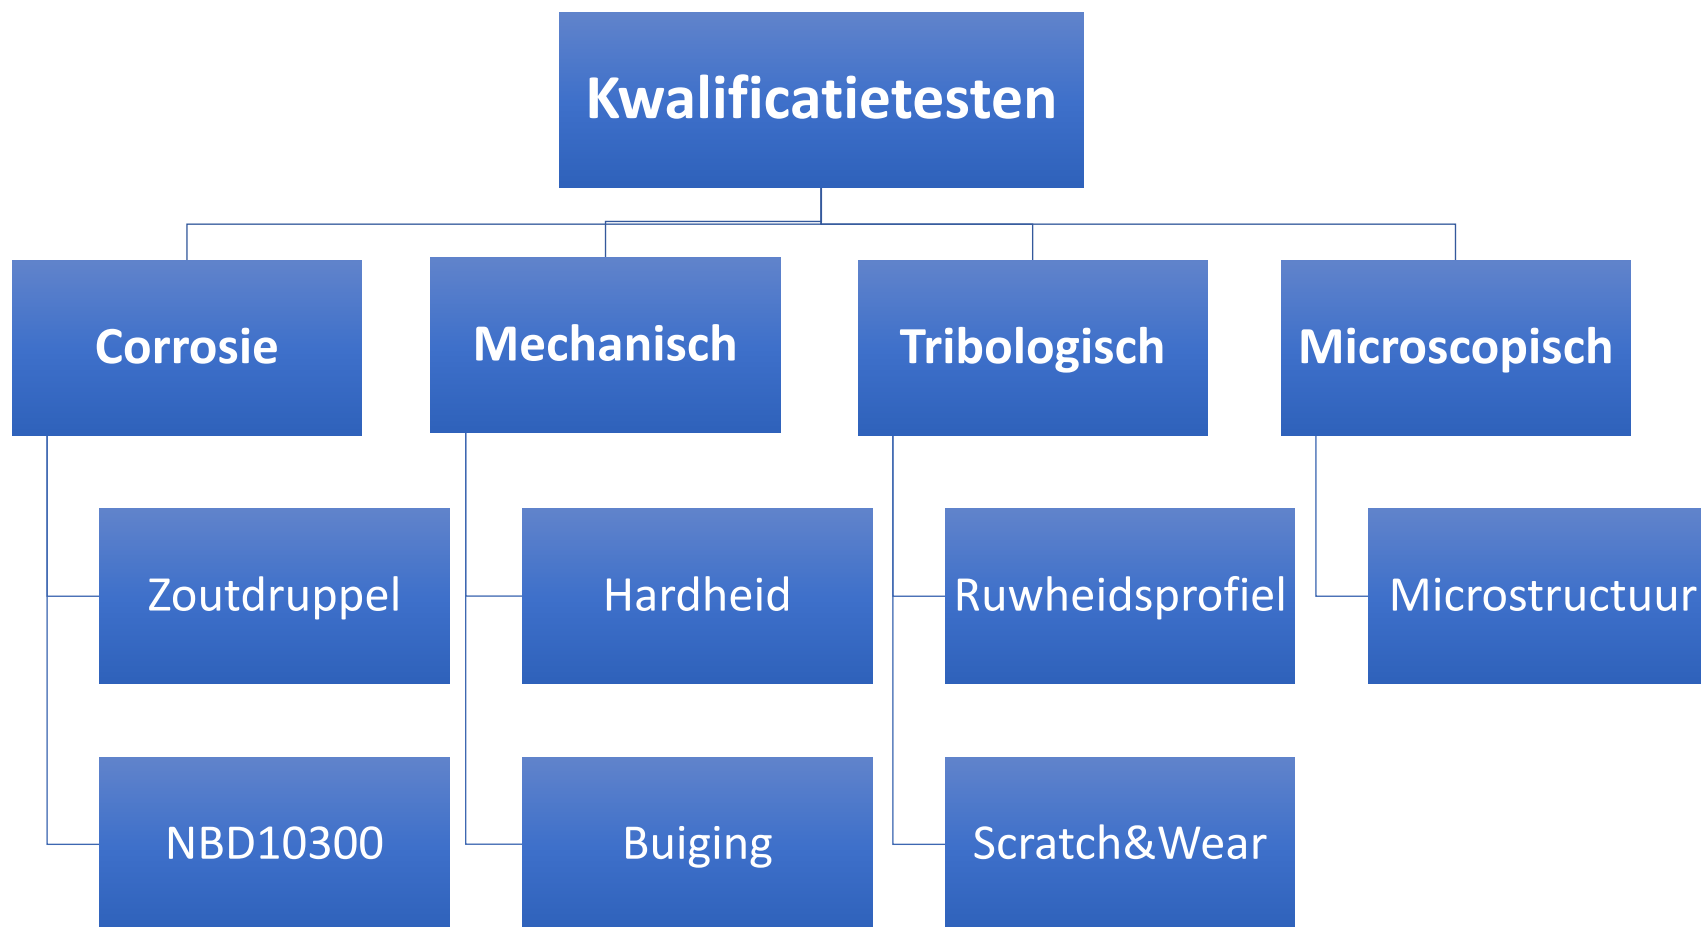 Kwalificatietesten
Corrosie
Mechanisch
Tribologisch
Microscopisch
Zoutdruppel
Hardheid
Ruwheidsprofiel
Microstructuur
NBD10300
Buiging
Scratch&Wear